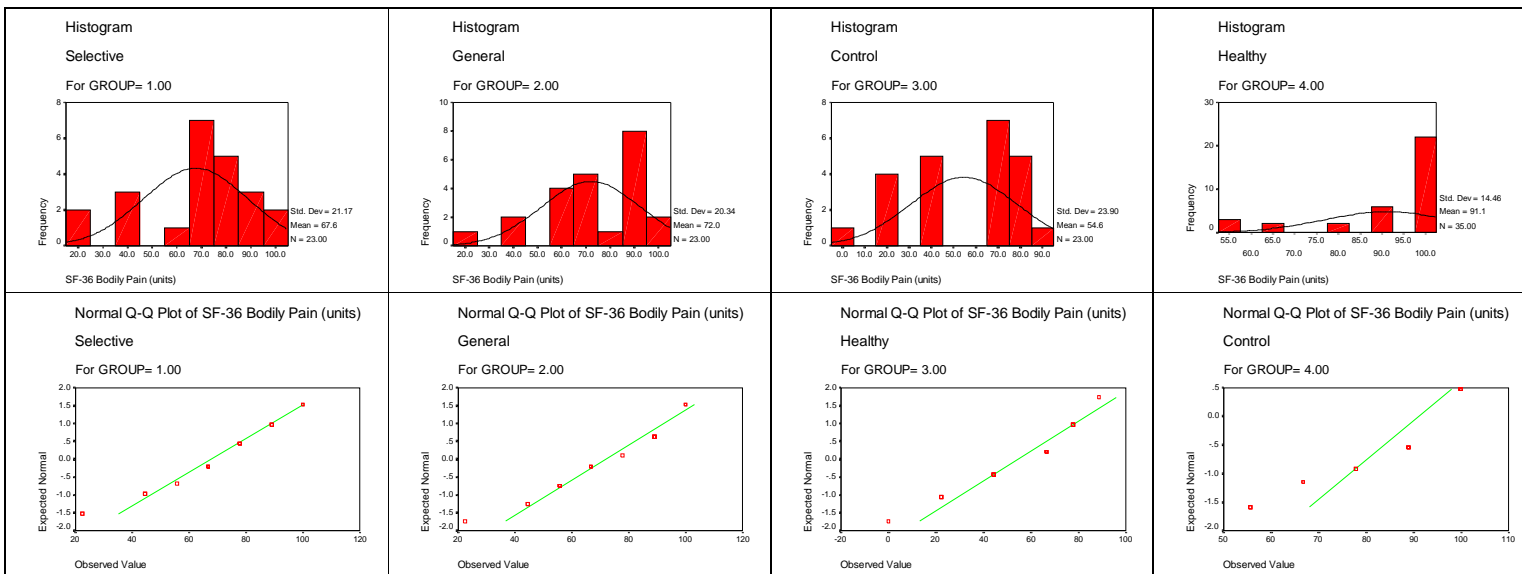 Histogram
Selective
For GROUP= 1.00
8
6
4
2
0
Frequency
20.0 30.0 40.0 50.0 60.0 70.0 80.0 90.0 100.0
Std. Dev = 21.17
Mean = 67.6
N = 23.00
SF-36 Bodily Pain (units)
Histogram
General
For GROUP= 2.00
10
8
6
4
2
0
Frequency
20.0 30.0 40.0 50.0 60.0 70.0 80.0 90.0 100.0
Std. Dev = 20.34
Mean = 72.0
N = 23.00
SF-36 Bodily Pain (units)
Histogram
Control
For GROUP= 3.00
8
6
4
2
0
Frequency
0.0 10.0 20.0 30.0 40.0 50.0 60.0 70.0 80.0 90.0
Std. Dev = 23.90
Mean = 54.6
N = 23.00
SF-36 Bodily Pain (units)
Histogram
Healthy
For GROUP= 4.00
30
20
10
0
Frequency
55.0 65.0 75.0 85.0 95.0
60.0 70.0 80.0 90.0 100.0
Std. Dev = 14.46
Mean = 91.1
N = 35.00
SF-36 Bodily Pain (units)
Normal Q-Q Plot of SF-36 Bodily Pain (units)
Selective
For GROUP= 1.00
2.0
1.5
1.0
.5
0.0
-.5
-1.0
-1.5
-2.0
Expected Normal
20 40 60 80 100 120
Observed Value
Normal Q-Q Plot of SF-36 Bodily Pain (units)
General
For GROUP= 2.00
2.0
1.5
1.0
.5
0.0
-.5
-1.0
-1.5
-2.0
Expected Normal
20 40 60 80 100 120
Observed Value
Normal Q-Q Plot of SF-36 Bodily Pain (units)
Healthy
For GROUP= 3.00
2.0
1.5
1.0
.5
0.0
-.5
-1.0
-1.5
-2.0
Expected Normal
-20 0 20 40 60 80 100
Observed Value
Normal Q-Q Plot of SF-36 Bodily Pain (units)
Control
For GROUP= 4.00
.5
0.0
-.5
-1.0
-1.5
-2.0
Expected Normal
50 60 70 80 90 100 110
Observed Value